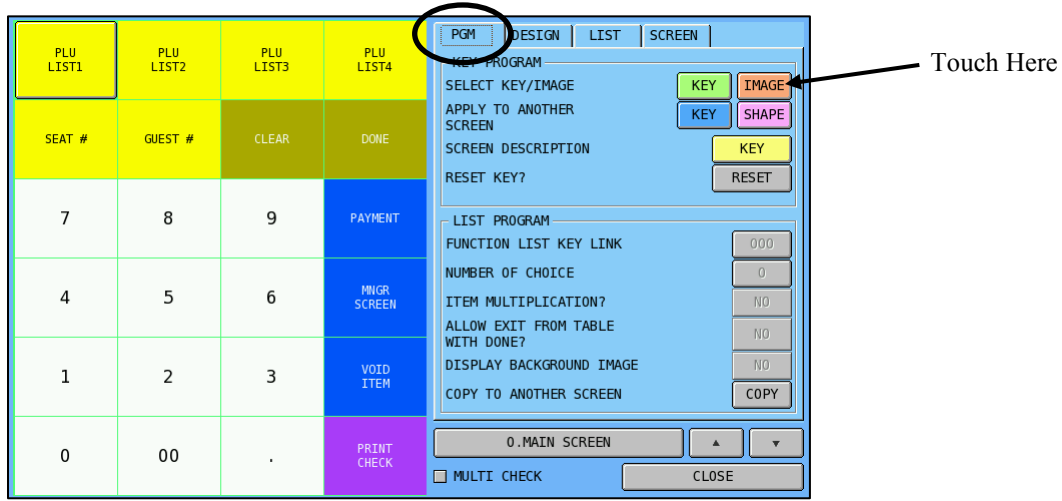 PLU
LIST1
PLU
LIST2
PLU
LIST3
PLU
LIST4
SEAT #
GUEST #
CLEAR
DONE
7
8
9
PAYMENT
4
5
6
MNGR
SCREEN
1
2
3
VOID
ITEM
0
00
.
PRINT
CHECK
PGM
DESIGN
LIST
SCREEN
KEY PROGRAM
SELECT KEY/IMAGE
KEY
IMAGE
APPLY TO ANOTHER
SCREEN
KEY
SHAPE
SCREEN DESCRIPTION
KEY
RESET KEY?
RESET
LIST PROGRAM
FUNCTION LIST KEY LINK
000
NUMBER OF CHOICE
0
ITEM MULTIPLICATION?
NO
ALLOW EXIT FROM TABLE
WITH DONE?
NO
DISPLAY BACKGROUND IMAGE
NO
COPY TO ANOTHER SCREEN
COPY
0.MAIN SCREEN
▲
▼
MULTI CHECK
CLOSE
Touch Here